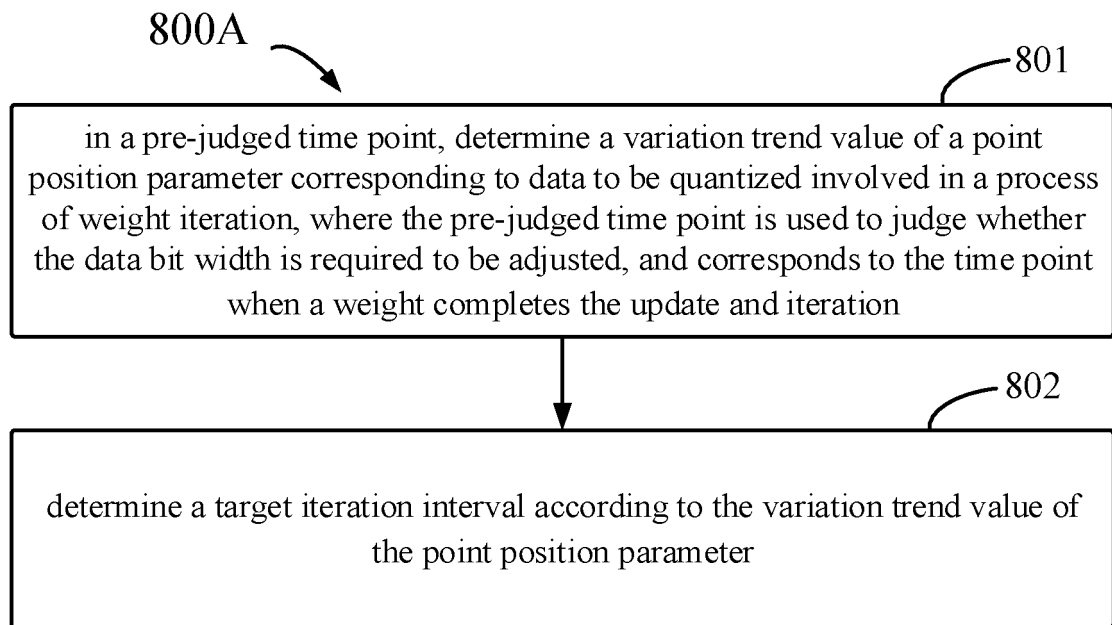 800A
801
in a pre-judged time point, determine a variation trend value of a point
position parameter corresponding to data to be quantized involved in a process
of weight iteration, where the pre-judged time point is used to judge whether
the data bit width is required to be adjusted, and corresponds to the time point
when a weight completes the update and iteration
802
determine a target iteration interval according to the variation trend value of
the point position parameter